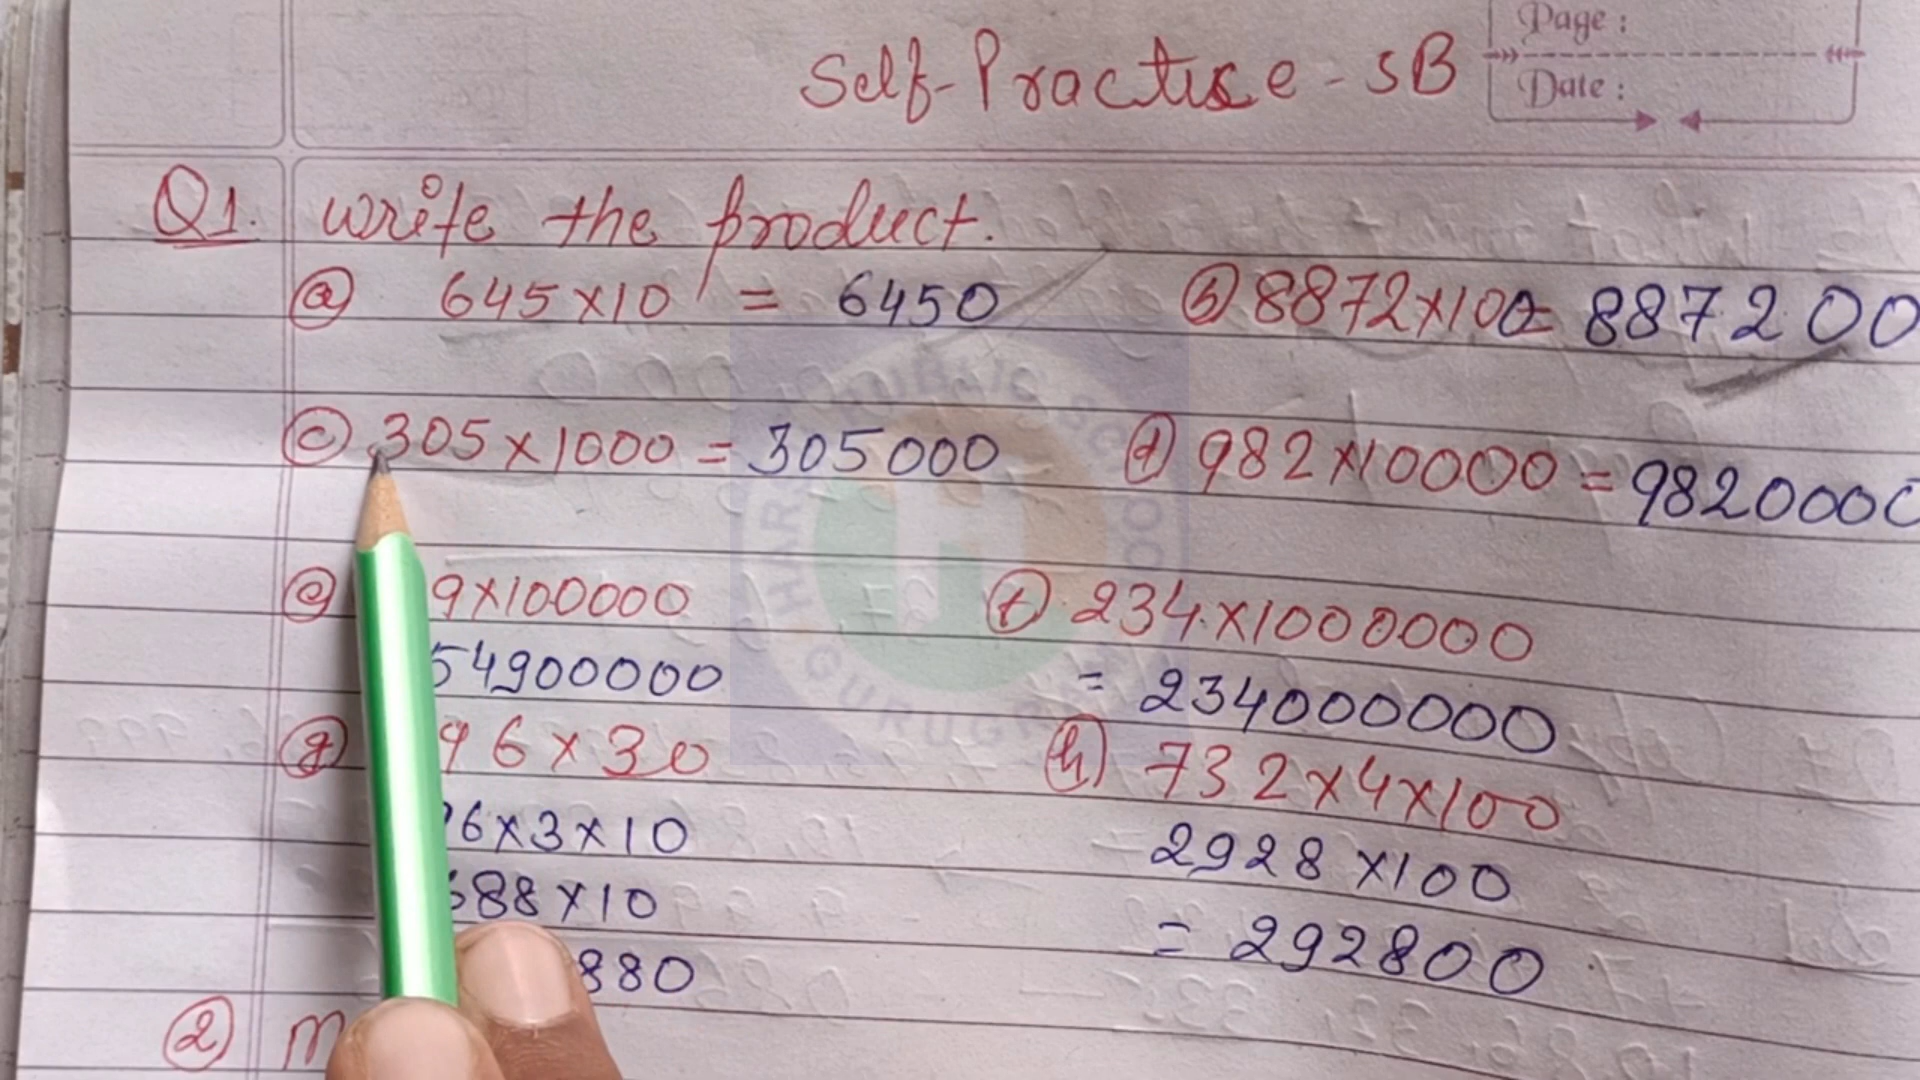 Page :
Self-Practice - 5B
Date :
Q1. Write the product.
(a) 645×10 = 6450 (b) 8872×100 = 887200
(c) 305×1000 = 305000 (d) 982×10000 = 9820000
(e) 9×100000 (f) 234×1000000
54900000 = 234000000
(g) 96×30 (h) 732×4×100
6×3×10 2928×100
688×10 = 292800
880
(2)